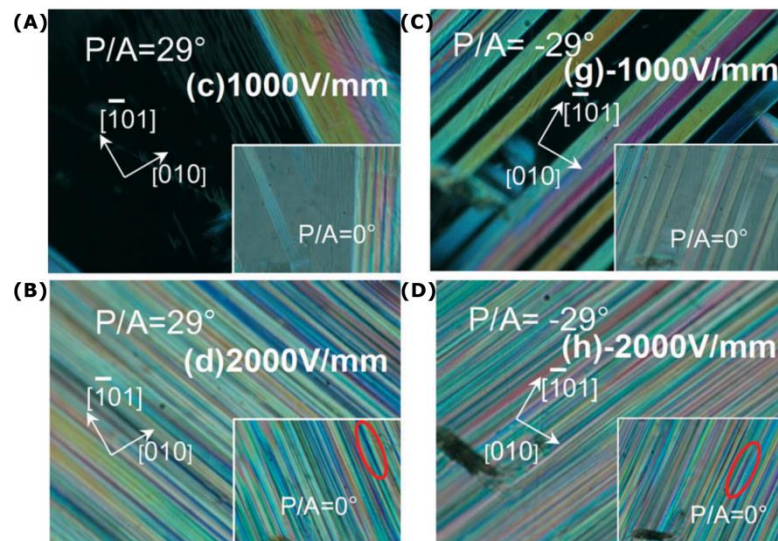 (A)
P/A=29°
(c)1000V/mm
[1̅01]
[010]
P/A=0°
(C)
P/A= -29°
(g)-1000V/mm
[1̅01]
[010]
P/A=0°
(B)
P/A=29°
(d)2000V/mm
[1̅01]
[010]
P/A=0°
(D)
P/A= -29°
(h)-2000V/mm
[1̅01]
[010]
P/A=0°